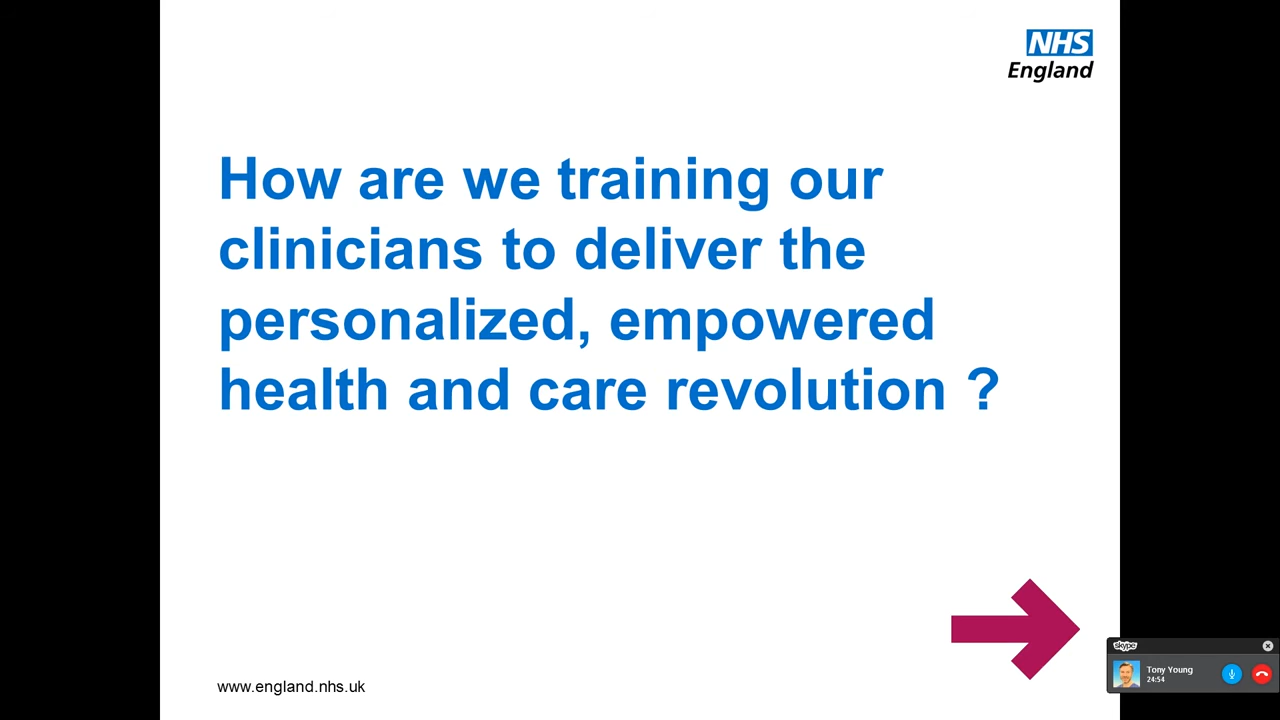 NHS
England
How are we training our
clinicians to deliver the
personalized, empowered
health and care revolution ?
www.england.nhs.uk
skype
Tony Young
24:54